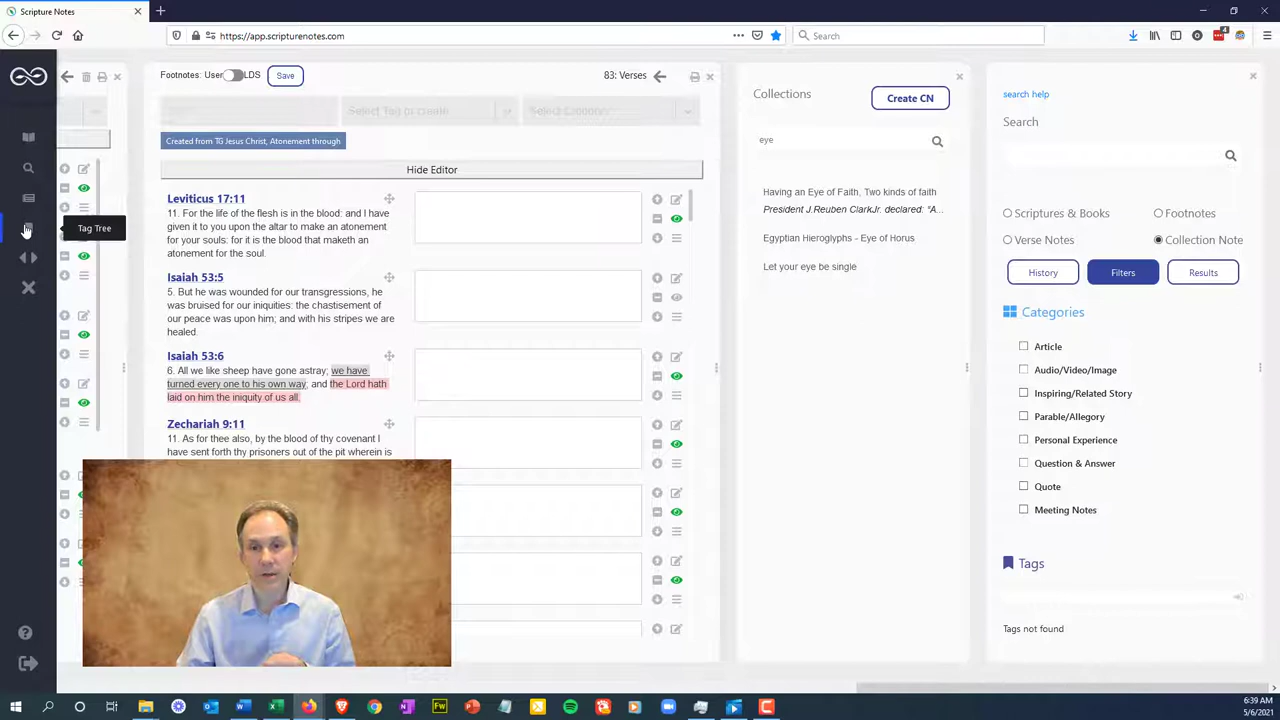 Scripture Notes
https://app.scripturenotes.com
Search
4
Footnotes: User
LDS
Save
83: Verses
Select Tag or create
Created from TG Jesus Christ, Atonement through
Hide Editor
Leviticus 17:11
11. For the life of the flesh is in the blood: and I have
given it to you upon the altar to make an
atonement for your souls: for it is the blood that maketh an
atonement for the soul.
Isaiah 53:5
5. But he was wounded for our transgressions, he
was bruised for our iniquities: the chastisement of
our peace was upon him; and with his stripes we are
healed.
Isaiah 53:6
6. All we like sheep have gone astray; we have
turned every one to his own way; and the Lord hath
laid on him the iniquity of us all.
Zechariah 9:11
11. As for thee also, by the blood of thy covenant I
have sent forth thy prisoners out of the pit wherein is
Tag Tree
Collections
Create CN
eye
Having an Eye of Faith, Two kinds of faith
President J.Reuben ClarkJr. declared: "A...
Egyptian Hieroglyphs - Eye of Horus
Let your eye be single
search help
Search
Scriptures & Books
Footnotes
Verse Notes
Collection Note
History
Filters
Results
Categories
Article
Audio/Video/Image
Inspiring/Related Story
Parable/Allegory
Personal Experience
Question & Answer
Quote
Meeting Notes
Tags
Tags not found
6:39 AM
5/6/2021